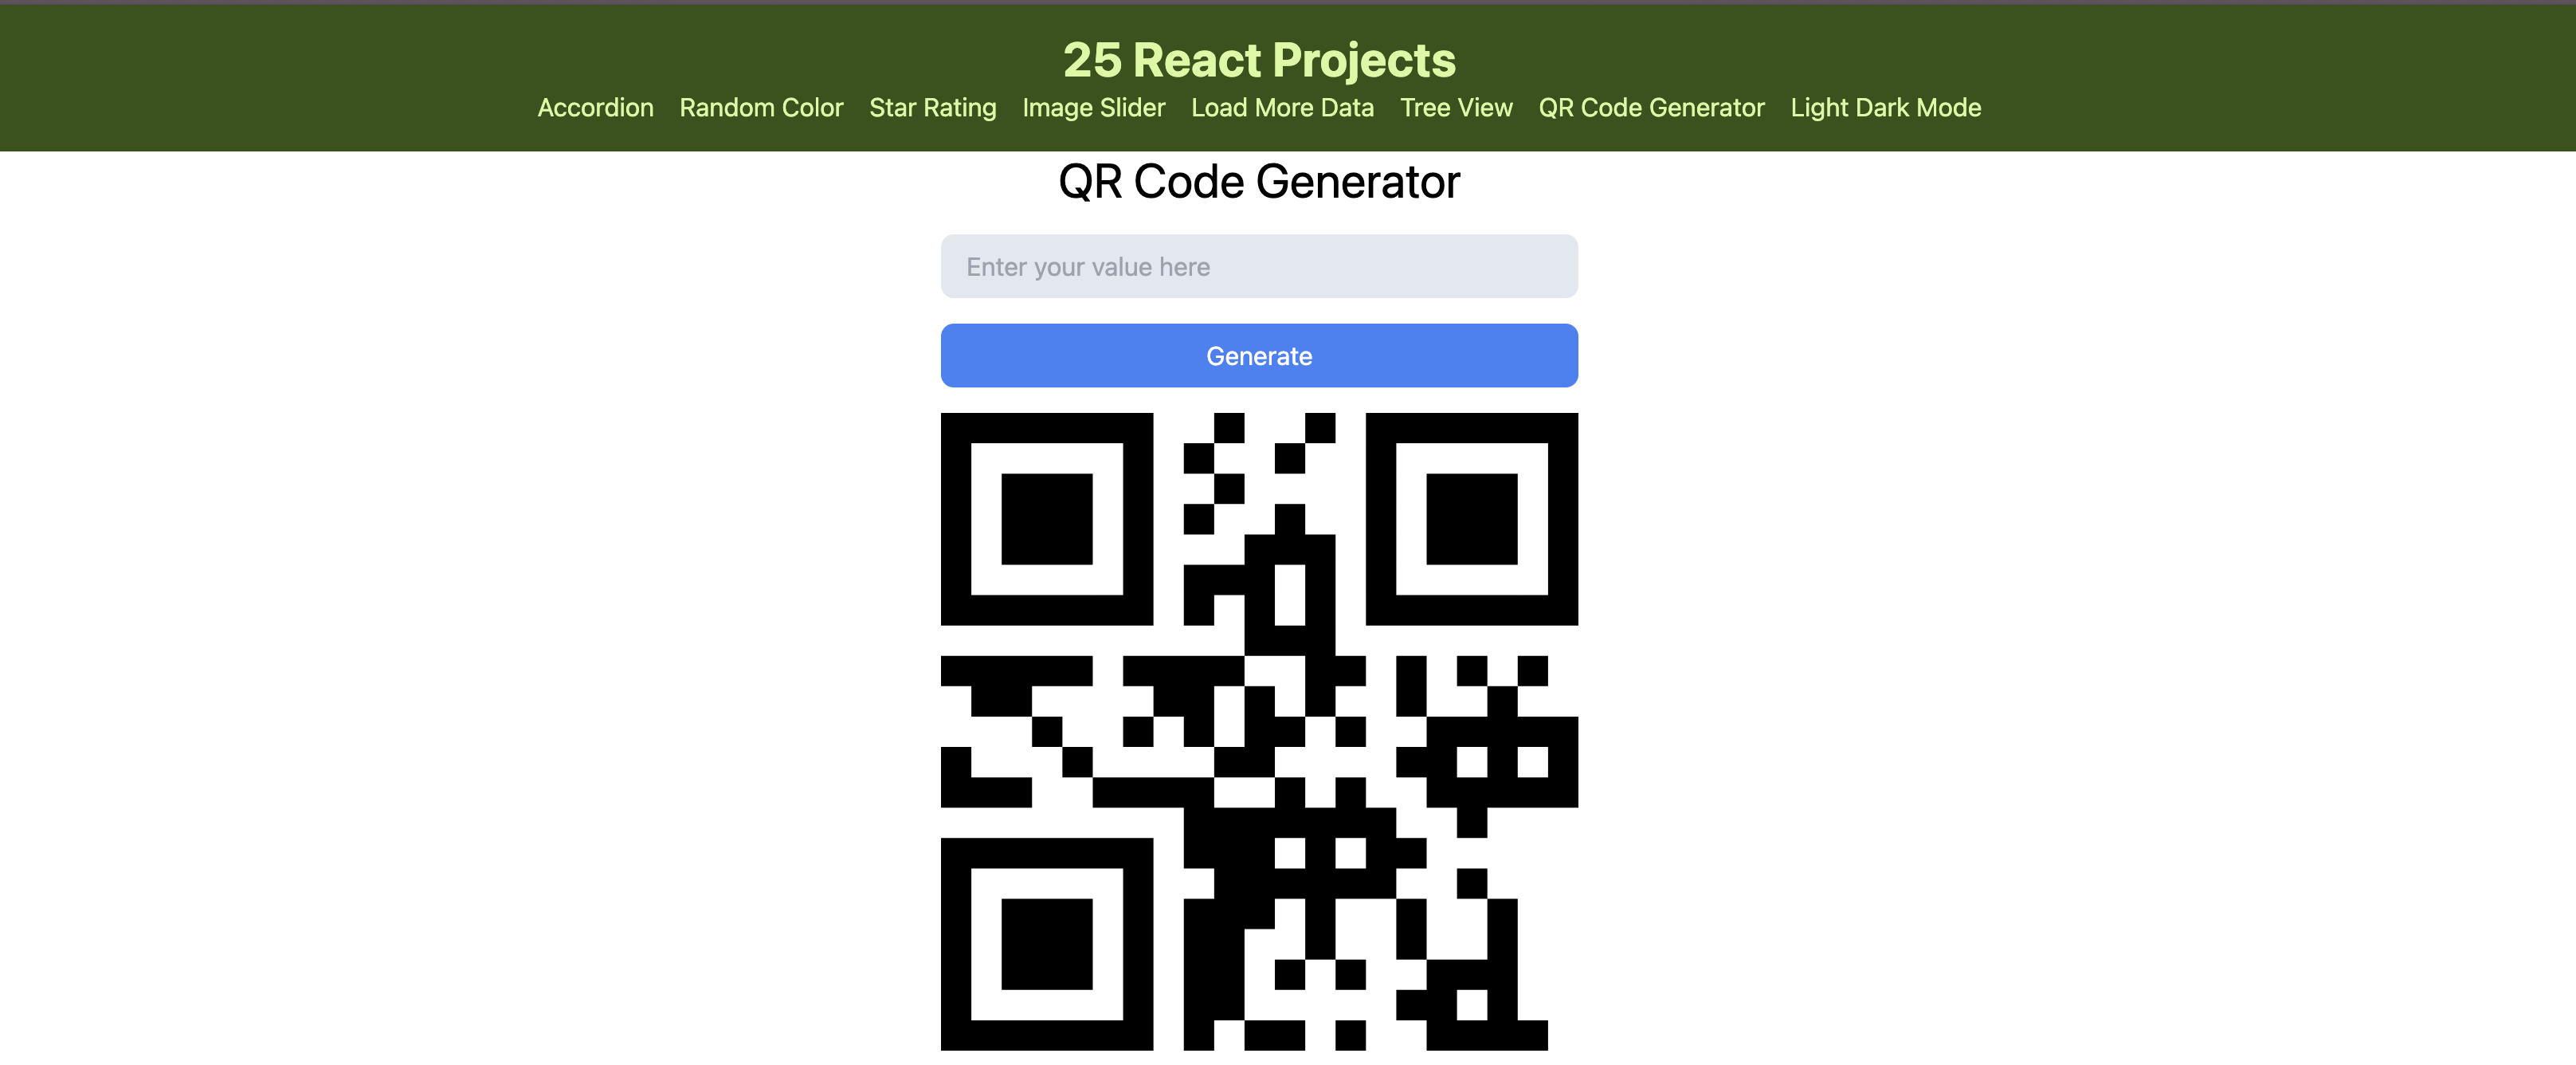 25 React Projects
Accordion Random Color Star Rating Image Slider Load More Data Tree View QR Code Generator Light Dark Mode
QR Code Generator
Enter your value here
Generate